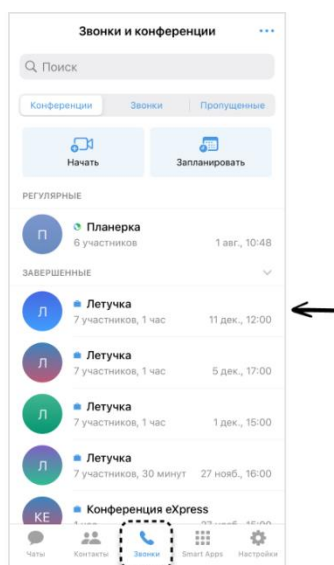 Звонки и конференции ...
Поиск
Конференции Звонки Пропущенные
Начать Запланировать
РЕГУЛЯРНЫЕ
П Планерка
6 участников 1 авг., 10:48
ЗАВЕРШЕННЫЕ
Л Летучка
7 участников, 1 час 11 дек., 12:00
Л Летучка
7 участников, 1 час 5 дек., 17:00
Л Летучка
7 участников, 1 час 1 дек., 15:00
Л Летучка
7 участников, 30 минут 27 нояб., 16:00
КЕ Конференция eXpress
Чаты Контакты Звонки Smart Apps Настройки